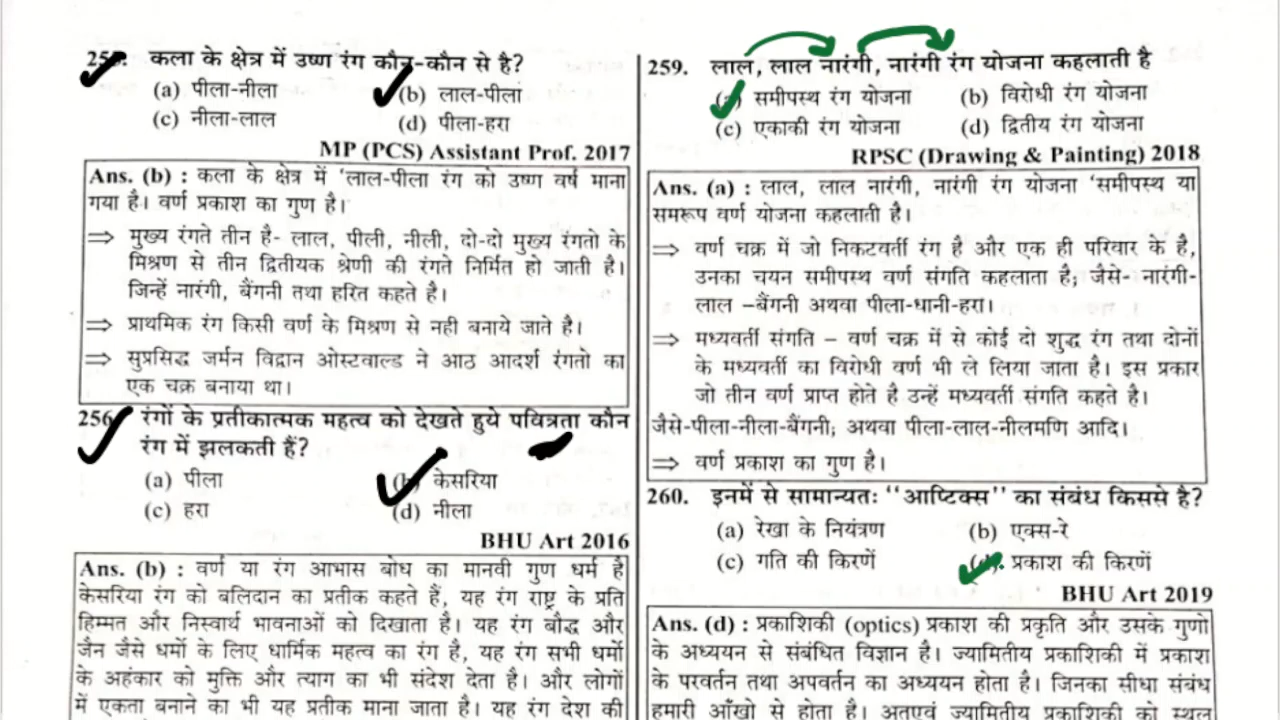 255. कला के क्षेत्र में उष्ण रंग कौन-कौन से है?
(a) पीला-नीला (b) लाल-पीला
(c) नीला-लाल (d) पीला-हरा
MP (PCS) Assistant Prof. 2017
Ans. (b) : कला के क्षेत्र में 'लाल-पीला रंग को उष्ण वर्ष माना
गया है। वर्ण प्रकाश का गुण है।
⇒ मुख्य रंगते तीन है- लाल, पीली, नीली, दो-दो मुख्य रंगतो के
मिश्रण से तीन द्वितीयक श्रेणी की रंगते निर्मित हो जाती है।
जिन्हें नारंगी, बैंगनी तथा हरित कहते है।
⇒ प्राथमिक रंग किसी वर्ण के मिश्रण से नही बनाये जाते है।
⇒ सुप्रसिद्ध जर्मन विद्वान ओस्टवाल्ड ने आठ आदर्श रंगतो का
एक चक्र बनाया था।
256. रंगों के प्रतीकात्मक महत्व को देखते हुये पवित्रता कौन
रंग में झलकती हैं?
(a) पीला (b) केसरिया
(c) हरा (d) नीला
BHU Art 2016
Ans. (b) : वर्ण या रंग आभास बोध का मानवी गुण धर्म है
केसरिया रंग को बलिदान का प्रतीक कहते हैं, यह रंग राष्ट्र के प्रति
हिम्मत और निस्वार्थ भावनाओं को दिखाता है। यह रंग बौद्ध और
जैन जैसे धर्मो के लिए धार्मिक महत्व का रंग है, यह रंग सभी धर्मो
के अहंकार को मुक्ति और त्याग का भी संदेश देता है। और लोगों
में एकता बनाने का भी यह प्रतीक माना जाता है। यह रंग देश की
259. लाल, लाल नारंगी, नारंगी रंग योजना कहलाती है
(a) समीपस्थ रंग योजना (b) विरोधी रंग योजना
(c) एकाकी रंग योजना (d) द्वितीय रंग योजना
RPSC (Drawing & Painting) 2018
Ans. (a) : लाल, लाल नारंगी, नारंगी रंग योजना 'समीपस्थ या
समरूप वर्ण योजना कहलाती है।
⇒ वर्ण चक्र में जो निकटवर्ती रंग है और एक ही परिवार के है,
उनका चयन समीपस्थ वर्ण संगति कहलाता है; जैसे- नारंगी-
लाल –बैंगनी अथवा पीला-धानी-हरा।
⇒ मध्यवर्ती संगति – वर्ण चक्र में से कोई दो शुद्ध रंग तथा दोनों
के मध्यवर्ती का विरोधी वर्ण भी ले लिया जाता है। इस प्रकार
जो तीन वर्ण प्राप्त होते है उन्हें मध्यवर्ती संगति कहते है।
जैसे-पीला-नीला-बैंगनी; अथवा पीला-लाल-नीलमणि आदि।
⇒ वर्ण प्रकाश का गुण है।
260. इनमें से सामान्यतः "आप्टिक्स" का संबंध किससे है?
(a) रेखा के नियंत्रण (b) एक्स-रे
(c) गति की किरणें (d) प्रकाश की किरणें
BHU Art 2019
Ans. (d) : प्रकाशिकी (optics) प्रकाश की प्रकृति और उसके गुणो
के अध्ययन से संबंधित विज्ञान है। ज्यामितीय प्रकाशिकी में प्रकाश
के परवर्तन तथा अपवर्तन का अध्ययन होता है। जिनका सीधा संबंध
हमारी आँखो से होता है। अतएवं ज्यामितीय प्रकाशिकी को स्थूल